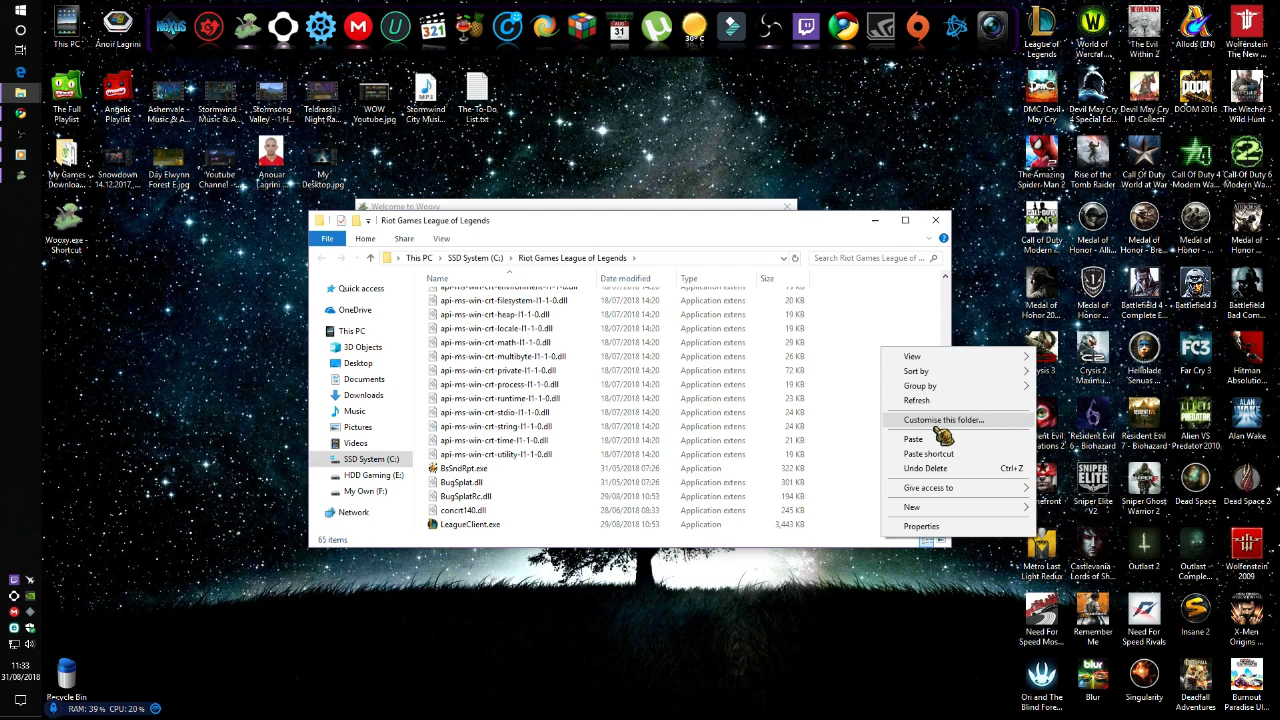 This PC
Anoir Lagrini
NEXUS
321
AUG
31
30°C
League of Legends
World of Warcraf...
The Evil Within 2
Allods (EN)
Wolfenstein The New ...
The Full Playlist
Angelic Playlist
Ashenvale Music & A...
Stormwind Music & A...
Stormsong Valley - 1 H...
Teldrassil Night Ra...
WOW Youtube.jpg
MP3
Stormwind City Musi...
The-To-Do List.txt
DMC Devil May Cry
Devil May Cry 4 Special Ed...
Devil May Cry HD Collecti
DOOM 2016
The Witcher 3 Wild Hunt
My Games Downloa...
Snowdown 14.12.2017,...
Day Elwynn Forest E.jpg
Youtube Channel -...
Anouar Lagrini ...
My Desktop.jpg
The-Amazing Spider-Man 2
Rise of the Tomb Raider
Call Of Duty World at War
Call Of Duty 4 Modern Wa...
Call-Of-Duty 6 Modern-Wa...
Wooxy.exe - Shortcut
Welcome to Wooxy
Riot Games League of Legends
File
Home
Share
View
This PC
SSD System (C:)
Riot Games League of Legends
Search Riot Games League of ...
Name
Date modified
Type
Size
api-ms-win-crt-environment-l1-1-0.dll 18/07/2018 14:20 Application extens 19 KB
api-ms-win-crt-filesystem-l1-1-0.dll 18/07/2018 14:20 Application extens 20 KB
api-ms-win-crt-heap-l1-1-0.dll 18/07/2018 14:20 Application extens 19 KB
api-ms-win-crt-locale-l1-1-0.dll 18/07/2018 14:20 Application extens 19 KB
api-ms-win-crt-math-l1-1-0.dll 18/07/2018 14:20 Application extens 29 KB
api-ms-win-crt-multibyte-l1-1-0.dll 18/07/2018 14:20 Application extens 26 KB
api-ms-win-crt-private-l1-1-0.dll 18/07/2018 14:20 Application extens 72 KB
api-ms-win-crt-process-l1-1-0.dll 18/07/2018 14:20 Application extens 19 KB
api-ms-win-crt-runtime-l1-1-0.dll 18/07/2018 14:20 Application extens 23 KB
api-ms-win-crt-stdio-l1-1-0.dll 18/07/2018 14:20 Application extens 24 KB
api-ms-win-crt-string-l1-1-0.dll 18/07/2018 14:20 Application extens 24 KB
api-ms-win-crt-time-l1-1-0.dll 18/07/2018 14:20 Application extens 21 KB
api-ms-win-crt-utility-l1-1-0.dll 18/07/2018 14:20 Application extens 19 KB
BsSndRpt.exe 31/05/2018 07:26 Application 322 KB
BugSplat.dll 31/05/2018 07:26 Application extens 301 KB
BugSplatRc.dll 29/08/2018 10:53 Application extens 194 KB
concrt140.dll 28/06/2018 08:33 Application extens 245 KB
LeagueClient.exe 29/08/2018 10:53 Application 3,443 KB
Quick access
OneDrive
This PC
3D Objects
Desktop
Documents
Downloads
Music
Pictures
Videos
SSD System (C:)
HDD Gaming (E:)
My Own (F:)
Network
65 items
View
Sort by
Group by
Refresh
Customise this folder...
Paste
Paste shortcut
Undo Delete Ctrl+Z
Give access to
New
Properties
Call of Duty Modern W...
Medal of Honor - Alli...
Medal of Honor - Bre...
Medal of Honor - Spe...
Medal of Honor - Airb...
Medal of Honor 20...
Medal of Honor ...
Battlefield 4 Complete E...
Battlefield 3
Battlefield Bad Com...
Crysis 3
Crysis 2 Maximu...
Hellblade Senuas ...
FC3
Far Cry 3
Hitman Absolution...
Resident Evil 6 - Biohazard
Resident Evil 7 - Biohazard
Alien VS Predator 2010
ALAN WAKE
Alan Wake
Homefront
SNIPER ELITE
Sniper Elite V2
Sniper Ghost Warrior 2
Dead Space
Dead Space 2
Metro Last Light Redux
Castlevania Lords of Sh...
Outlast 2
Outlast - Comple...
Wolfenstein 2009
Need For Speed Mos...
Remember Me
Need For Speed Rivals
Insane 2
X-Men Origins ...
Ori and The Blind Fore...
blur
Blur
Singularity
Deadfall Adventures
Burnout Paradise Ul...
11:33
31/08/2018
Recycle Bin
RAM: 39 % CPU: 20 %